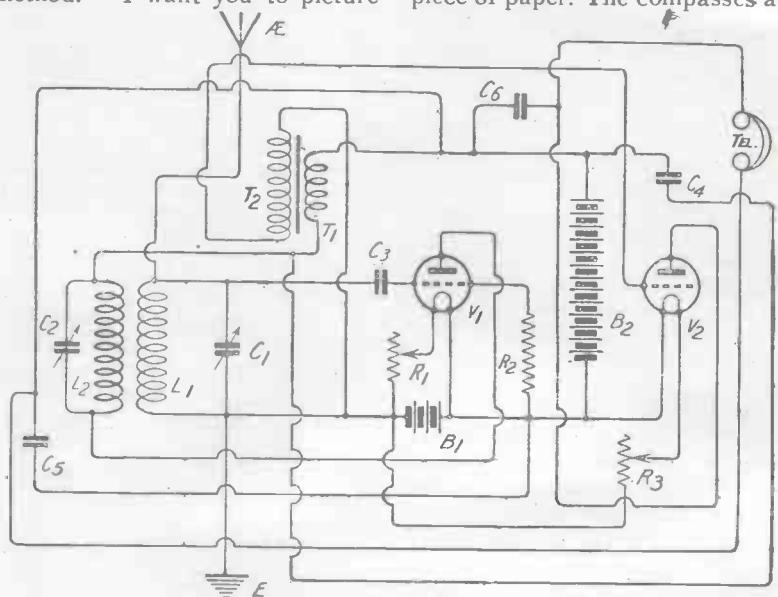 method. I want you to picture piece of paper. The compasses a
Æ
C6
TEL.
T2
T1
C4
C3
V1
B2
V2
C2
L2
L1
C1
R1
R2
B1
C5
R3
E